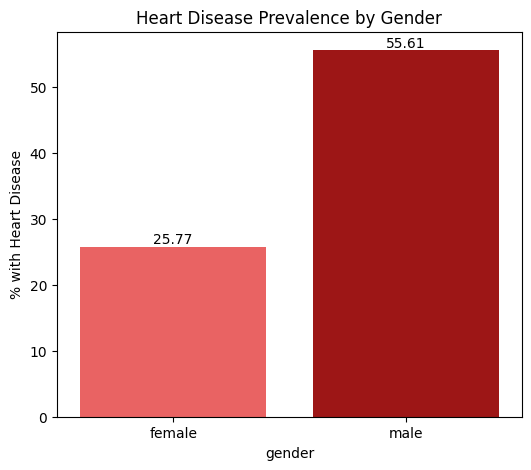 Heart Disease Prevalence by Gender
55.61
50
40
30
25.77
20
10
0
% with Heart Disease
female
male
gender